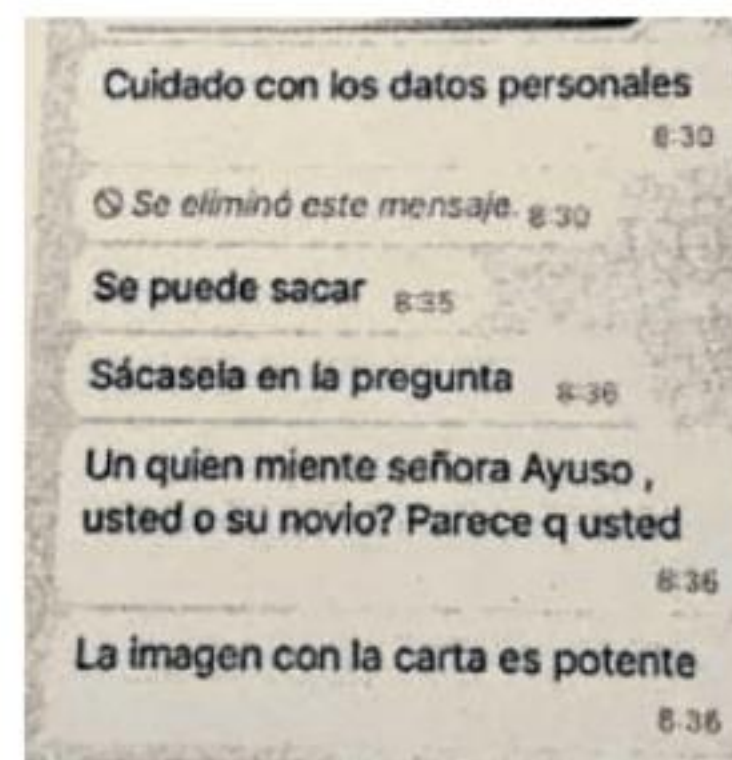 Cuidado con los datos personales
8:30
Se eliminó este mensaje. 8:30
Se puede sacar 8:35
Sácasela en la pregunta 8:36
Un quien miente señora Ayuso ,
usted o su novio? Parece q usted
8:36
La imagen con la carta es potente
8:36